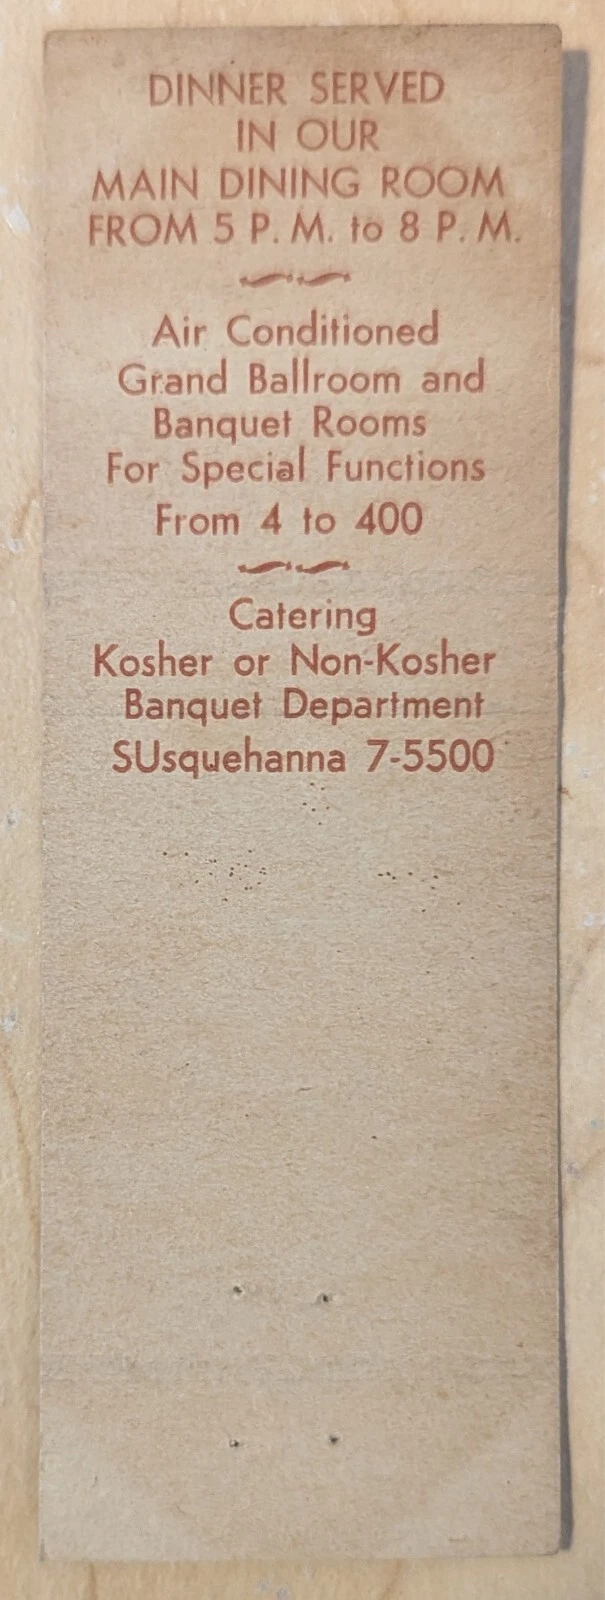 DINNER SERVED
IN OUR
MAIN DINING ROOM
FROM 5 P. M. to 8 P. M.
Air Conditioned
Grand Ballroom and
Banquet Rooms
For Special Functions
From 4 to 400
Catering
Kosher or Non-Kosher
Banquet Department
SUsquehanna 7-5500